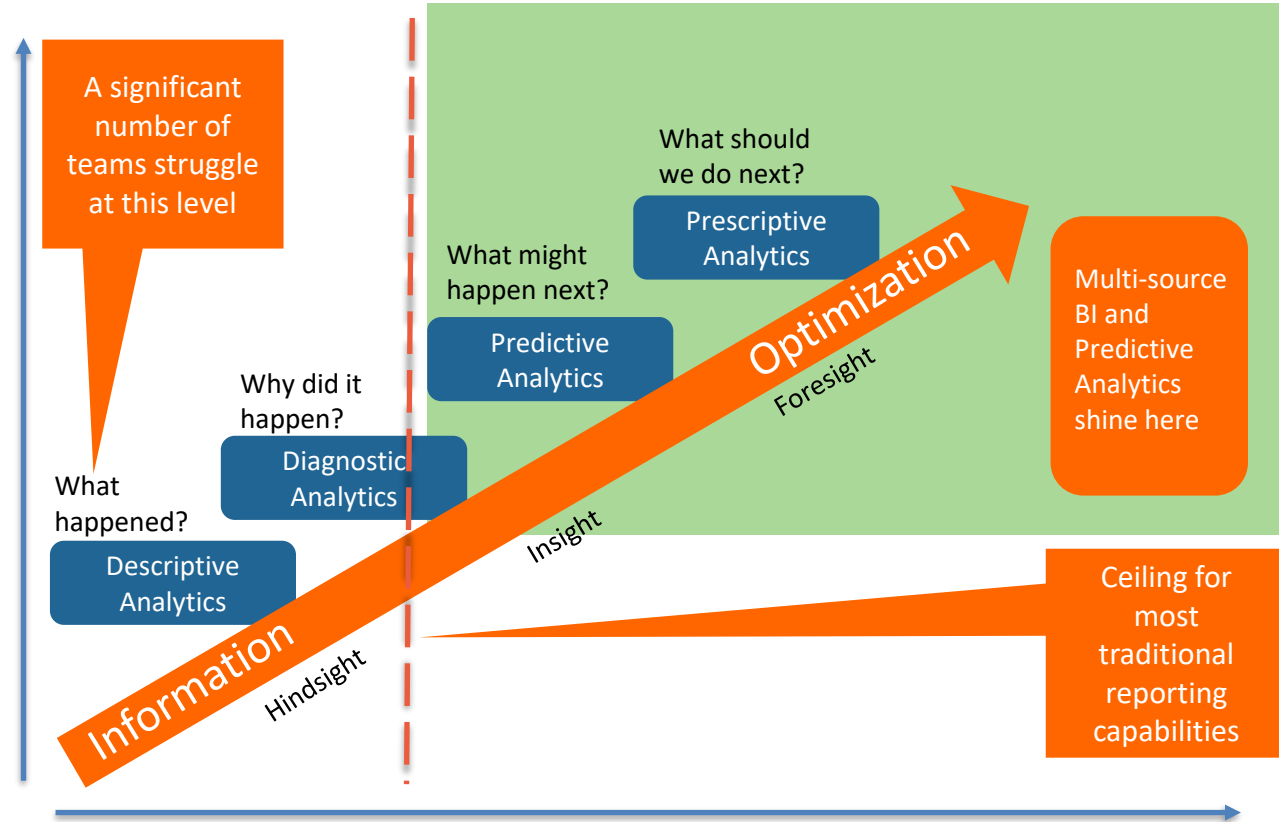 A significant
number of
teams struggle
at this level
What should
we do next?
Prescriptive
Analytics
What might
happen next?
Predictive
Analytics
Why did it
happen?
Diagnostic
Analytics
What
happened?
Descriptive
Analytics
Information
Optimization
Hindsight
Insight
Foresight
Multi-source
BI and
Predictive
Analytics
shine here
Ceiling for
most
traditional
reporting
capabilities